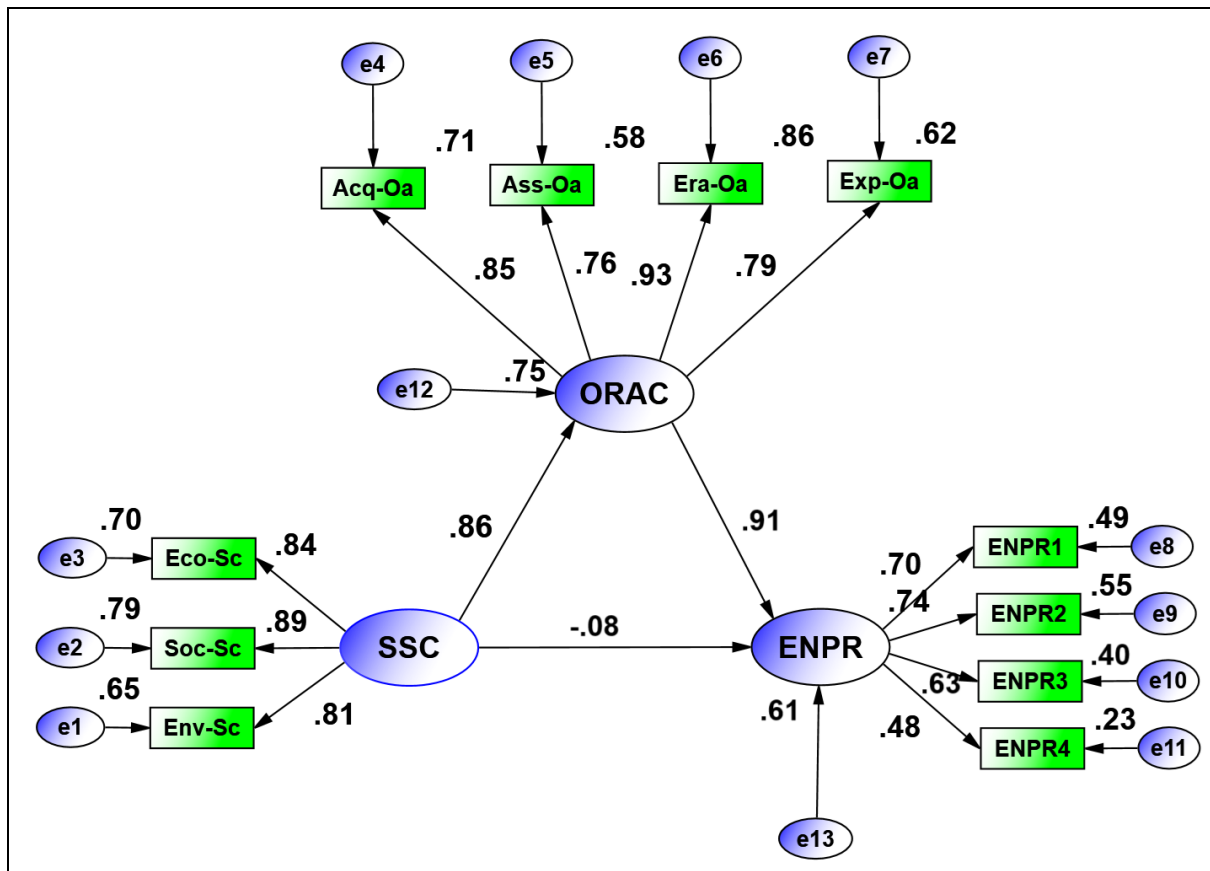 e4
e5
e6
e7
.71
.58
.86
.62
Acq-Oa
Ass-Oa
Era-Oa
Exp-Oa
.85
.76
.93
.79
e12
.75
ORAC
.86
.91
e3
.70
Eco-Sc
.84
e2
.79
Soc-Sc
.89
e1
.65
Env-Sc
.81
SSC
-.08
ENPR
.61
e13
.70
ENPR1
.49
e8
.74
ENPR2
.55
e9
.63
ENPR3
.40
e10
.48
ENPR4
.23
e11